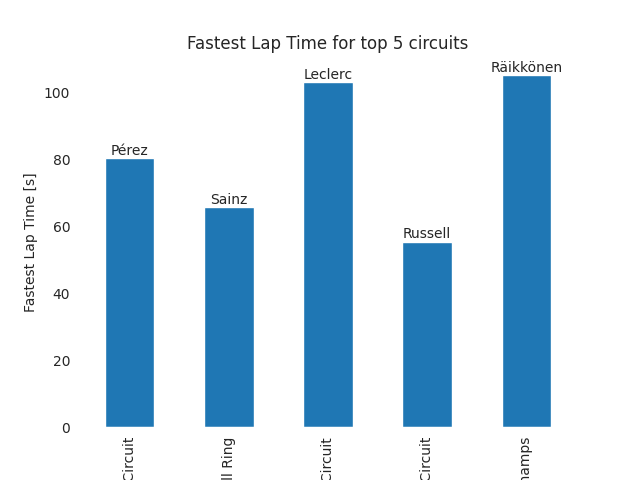 Fastest Lap Time for top 5 circuits
Fastest Lap Time [s]
100
80
60
40
20
0
Pérez
Sainz
Leclerc
Russell
Räikkönen
Circuit
ll Ring
Circuit
Circuit
hamps